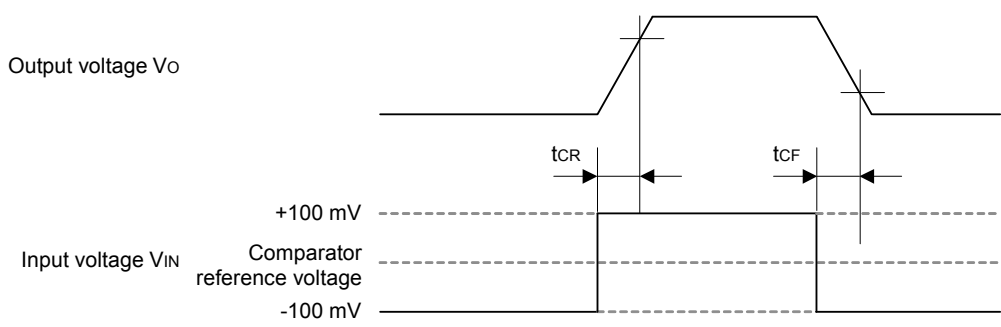 Output voltage VO
tCR
tCF
+100 mV
Input voltage VIN
Comparator
reference voltage
-100 mV